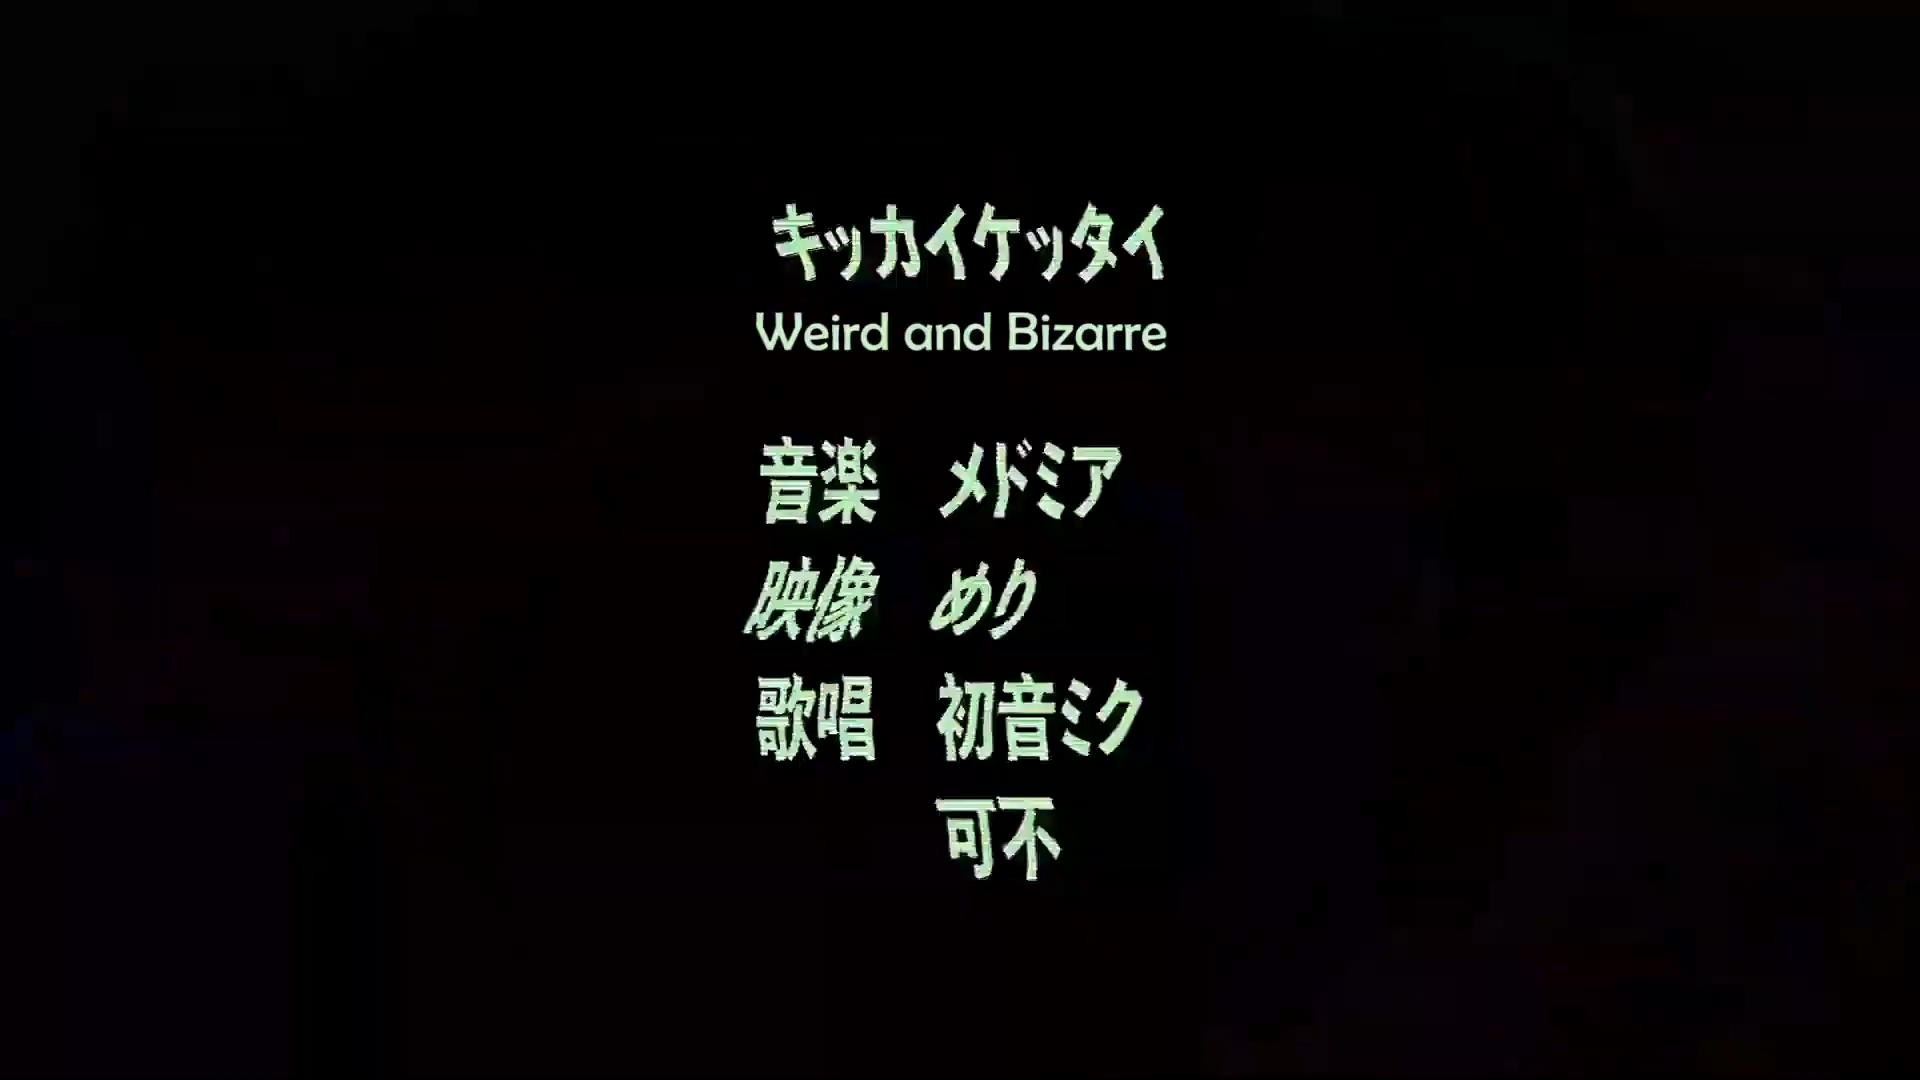 キッカイケッタイ
Weird and Bizarre
音楽　メドミア
映像　めり
歌唱　初音ミク
可不